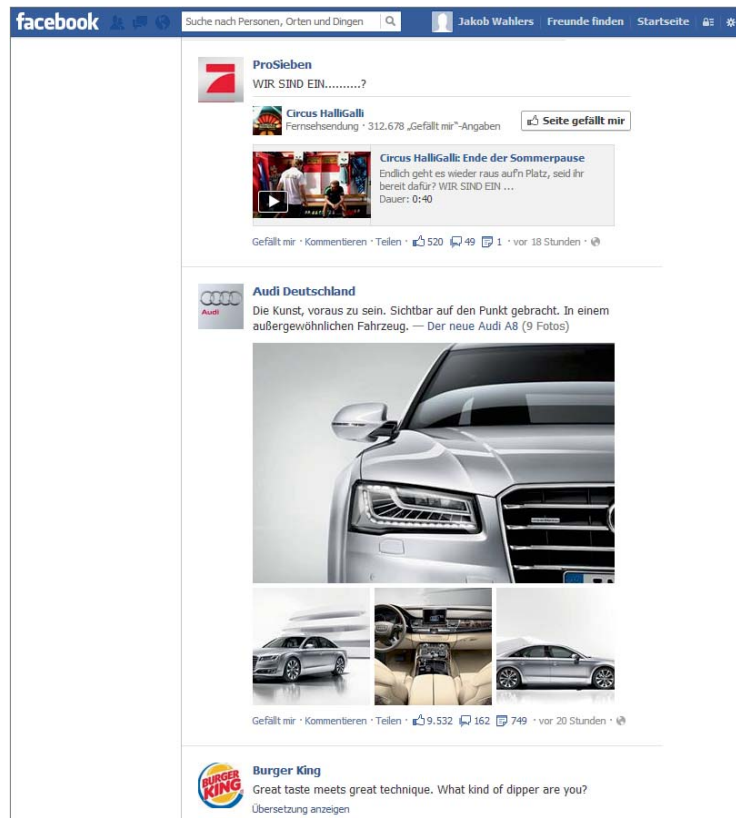 facebook
Suche nach Personen, Orten und Dingen
Jakob Wahlers
Freunde finden
Startseite
ProSieben
WIR SIND EIN..........?
Circus HalliGalli
Fernsehsendung · 312.678 „Gefällt mir“-Angaben
Seite gefällt mir
Circus HalliGalli: Ende der Sommerpause
Endlich geht es wieder raus auf'n Platz, seid ihr
bereit dafür? WIR SIND EIN ...
Dauer: 0:40
Gefällt mir · Kommentieren · Teilen · 520 49 1 · vor 18 Stunden ·
Audi
Audi Deutschland
Die Kunst, voraus zu sein. Sichtbar auf den Punkt gebracht. In einem
außergewöhnlichen Fahrzeug. — Der neue Audi A8 (9 Fotos)
Gefällt mir · Kommentieren · Teilen · 9.532 162 749 · vor 20 Stunden ·
BURGER
KING
Burger King
Great taste meets great technique. What kind of dipper are you?
Übersetzung anzeigen